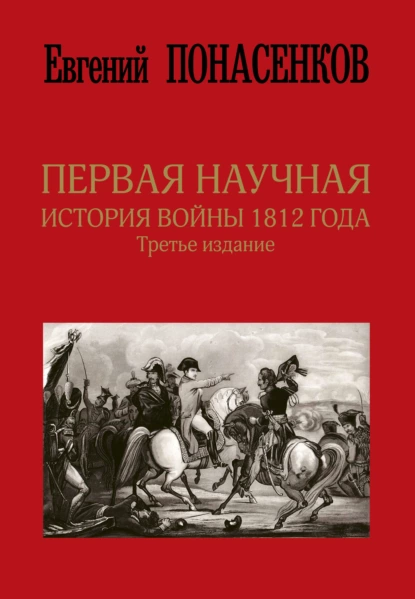 Евгений ПОНАСЕНКОВ
ПЕРВАЯ НАУЧНАЯ
ИСТОРИЯ ВОЙНЫ 1812 ГОДА
Третье издание